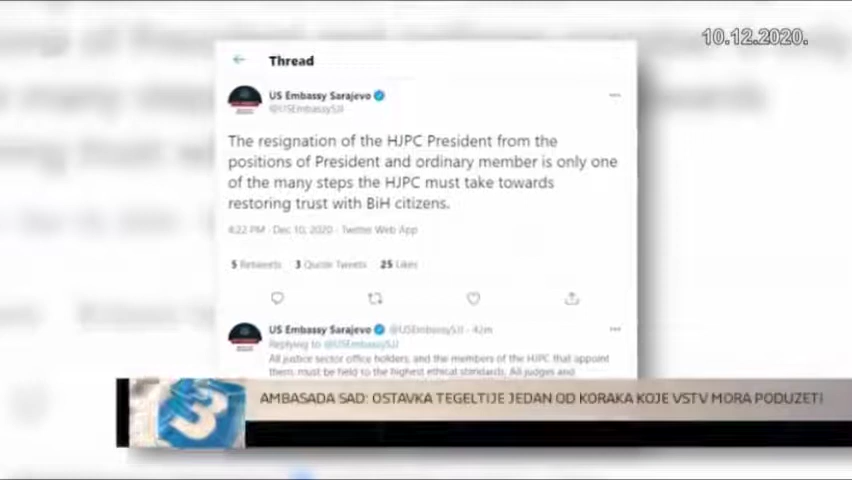 10.12.2020.
Thread
US Embassy Sarajevo
@USEmbassySJJ
The resignation of the HJPC President from the
positions of President and ordinary member is only one
of the many steps the HJPC must take towards
restoring trust with BiH citizens.
4:22 PM · Dec 10, 2020 · Twitter Web App
5 Retweets 3 Quote Tweets 25 Likes
US Embassy Sarajevo @USEmbassySJJ · 42m
Replying to @USEmbassySJJ
All justice sector office holders, and the members of the HJPC that appoint
them, must be held to the highest ethical standards. All judges and
AMBASADA SAD: OSTAVKA TEGELTIJE JEDAN OD KORAKA KOJE VSTV MORA PODUZETI